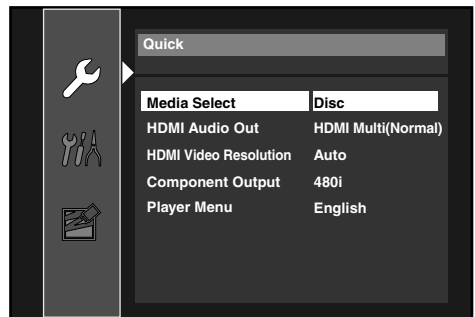 Quick
Media Select Disc
HDMI Audio Out HDMI Multi(Normal)
HDMI Video Resolution Auto
Component Output 480i
Player Menu English